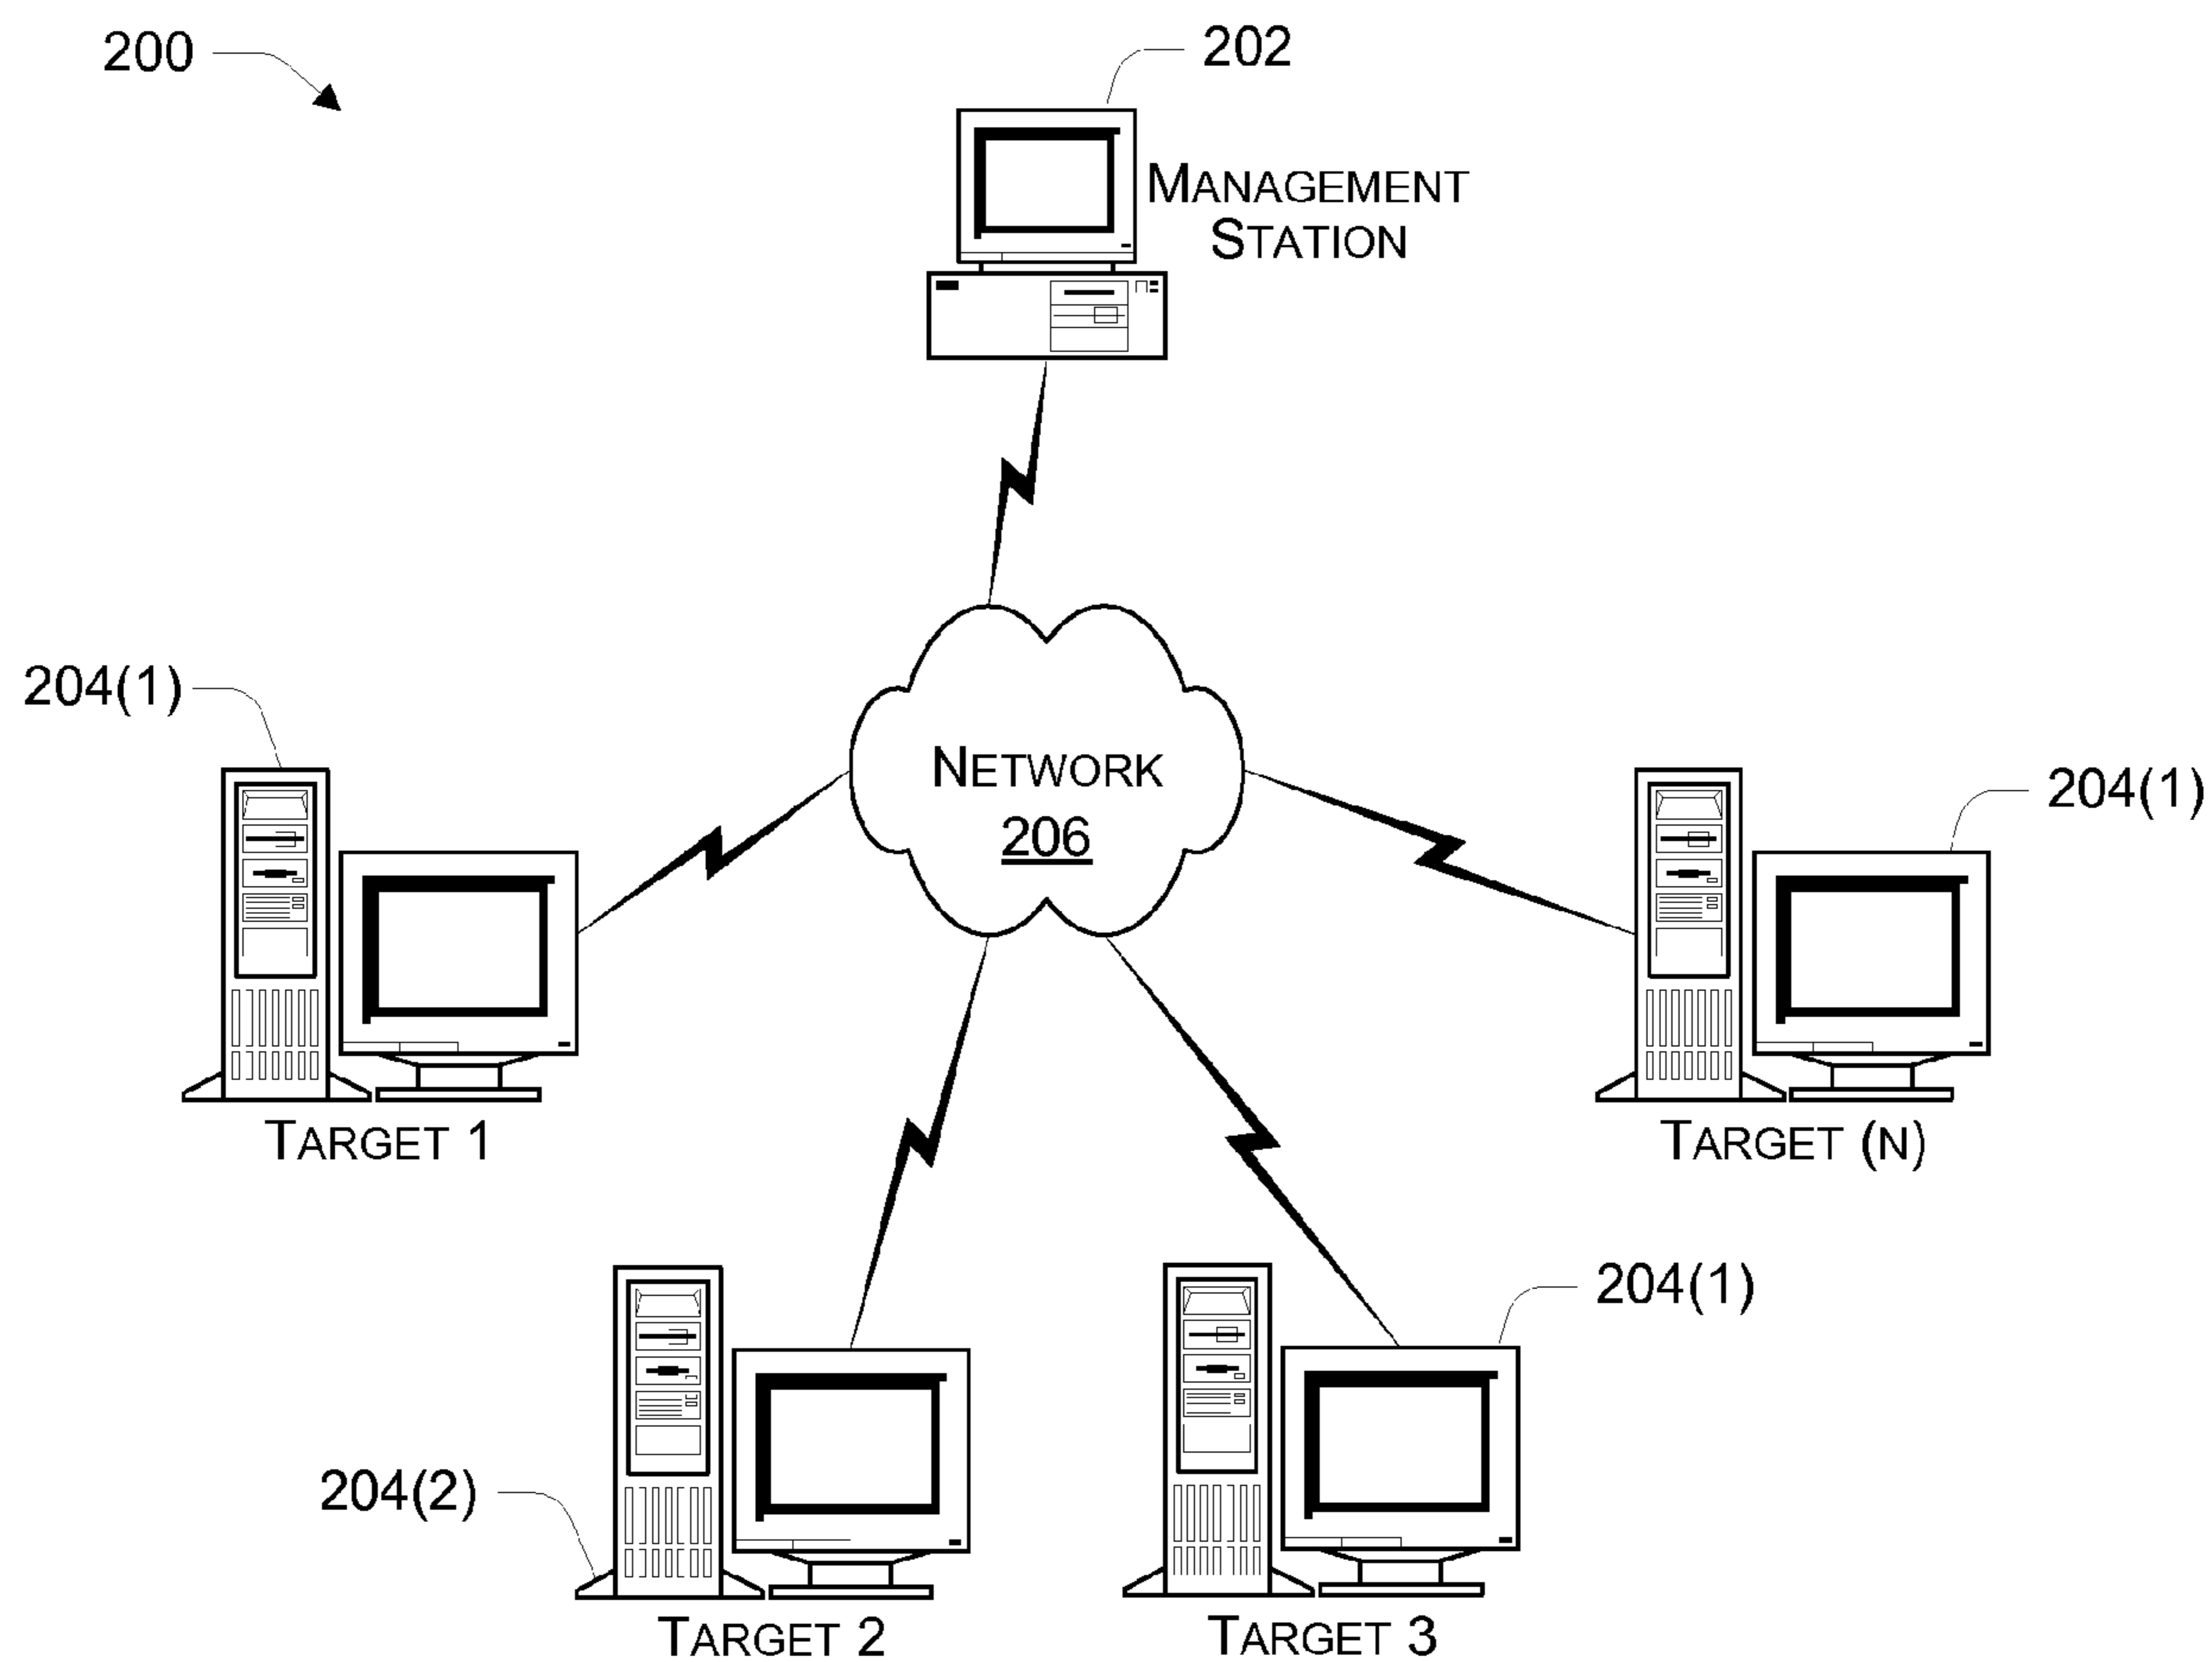 200
202
MANAGEMENT
STATION
204(1)
NETWORK
206
204(1)
TARGET 1
TARGET (N)
204(1)
204(2)
TARGET 2
TARGET 3